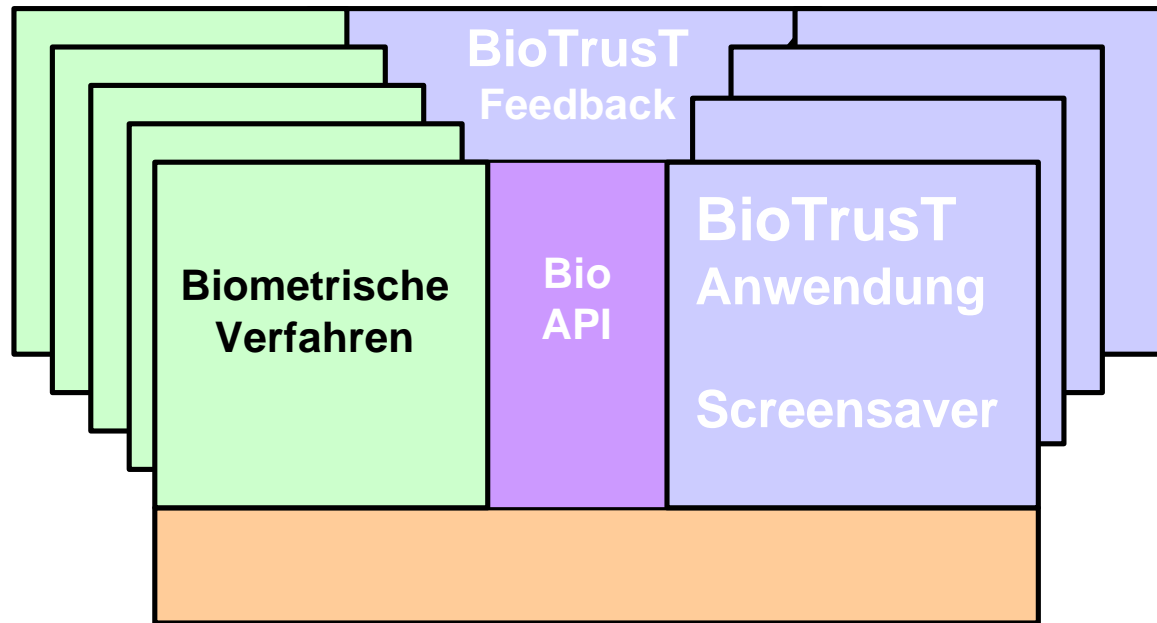 BioTrusT
Feedback
Biometrische
Verfahren
Bio
API
BioTrusT
Anwendung
Screensaver